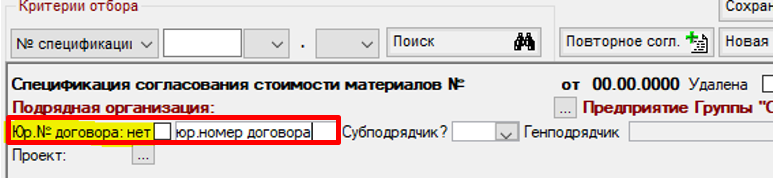 Критерии отбора
Сохран
№ спецификаци . Поиск Повторное согл. Новая
Спецификация согласования стоимости материалов № от 00.00.0000 Удалена
Подрядная организация: ... Предприятие Группы "С
Юр.№ договора: нет юр.номер договора Субподрядчик? Генподрядчик
Проект: ...